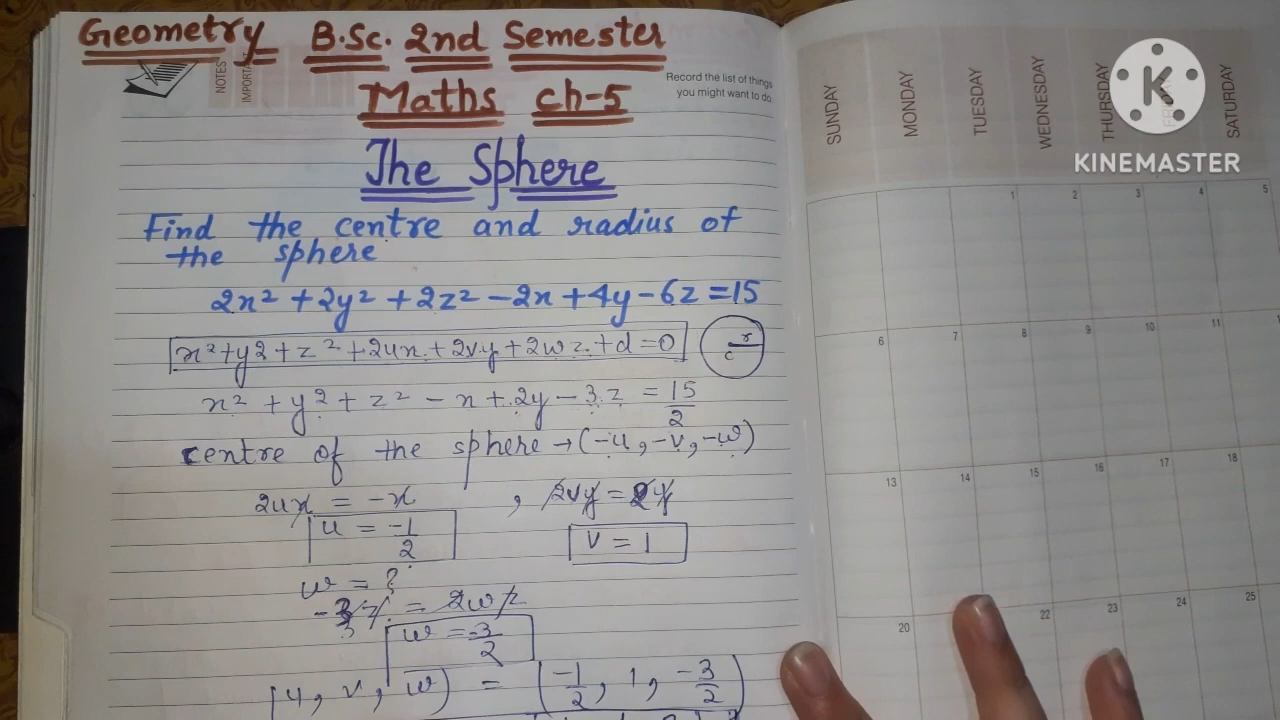 Geometry B.Sc. 2nd Semester
NOTES
IMPORTA
Record the list of things
you might want to do.
Maths Ch-5
The Sphere
Find the centre and radius of
the sphere
2x² + 2y² + 2z² - 2x + 4y - 6z = 15
x² + y² + z² + 2ux + 2vy + 2wz + d = 0
r
c
x² + y² + z² - x + 2y - 3z = 15/2
centre of the sphere → (-u, -v, -w)
2ux = -x , 2vy = 2y
u = -1/2 v = 1
w = ?
-3z = 2wz
w = -3/2
(u, v, w) = (-1/2, 1, -3/2)
SUNDAY MONDAY TUESDAY WEDNESDAY THURSDAY SATURDAY
K
KINEMASTER
1 2 3 4 5
6 7 8 9 10 11
13 14 15 16 17 18
20 22 23 24 25